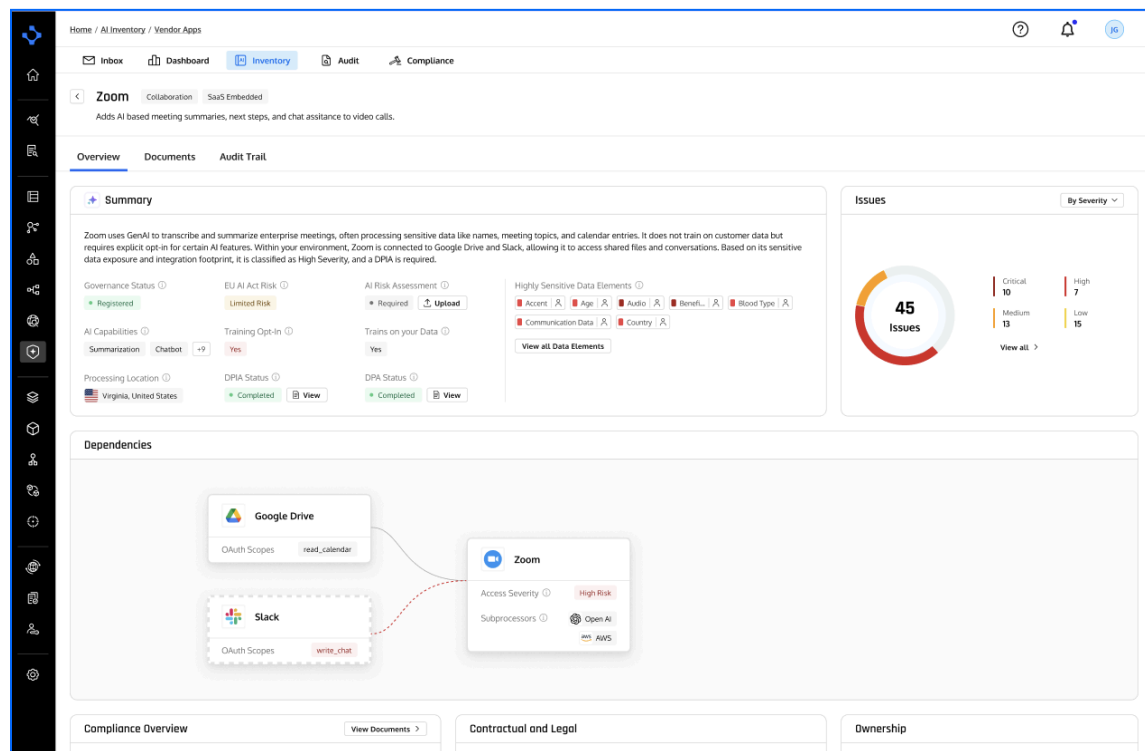 Home / AI Inventory / Vendor Apps
JG
Inbox
Dashboard
Inventory
Audit
Compliance
Zoom
Collaboration
SaaS Embedded
Adds AI based meeting summaries, next steps, and chat assitance to video calls.
Overview
Documents
Audit Trail
Summary
Zoom uses GenAI to transcribe and summarize enterprise meetings, often processing sensitive data like names, meeting topics, and calendar entries. It does not train on customer data but
requires explicit opt-in for certain AI features. Within your environment, Zoom is connected to Google Drive and Slack, allowing it to access shared files and conversations. Based on its sensitive
data exposure and integration footprint, it is classified as High Severity, and a DPIA is required.
Governance Status
Registered
EU AI Act Risk
Limited Risk
AI Risk Assessment
Required
Upload
AI Capabilities
Summarization
Chatbot
+9
Training Opt-In
Yes
Trains on your Data
Yes
Processing Location
Virginia, United States
DPIA Status
Completed
View
DPA Status
Completed
View
Highly Sensitive Data Elements
Accent
Age
Audio
Benefi...
Blood Type
Communication Data
Country
View all Data Elements
Issues
By Severity
45
Issues
Critical
10
High
7
Medium
13
Low
15
View all
Dependencies
Google Drive
OAuth Scopes
read_calendar
Slack
OAuth Scopes
write_chat
Zoom
Access Severity
High Risk
Subprocessors
Open AI
aws
AWS
Compliance Overview
View Documents
Contractual and Legal
Ownership